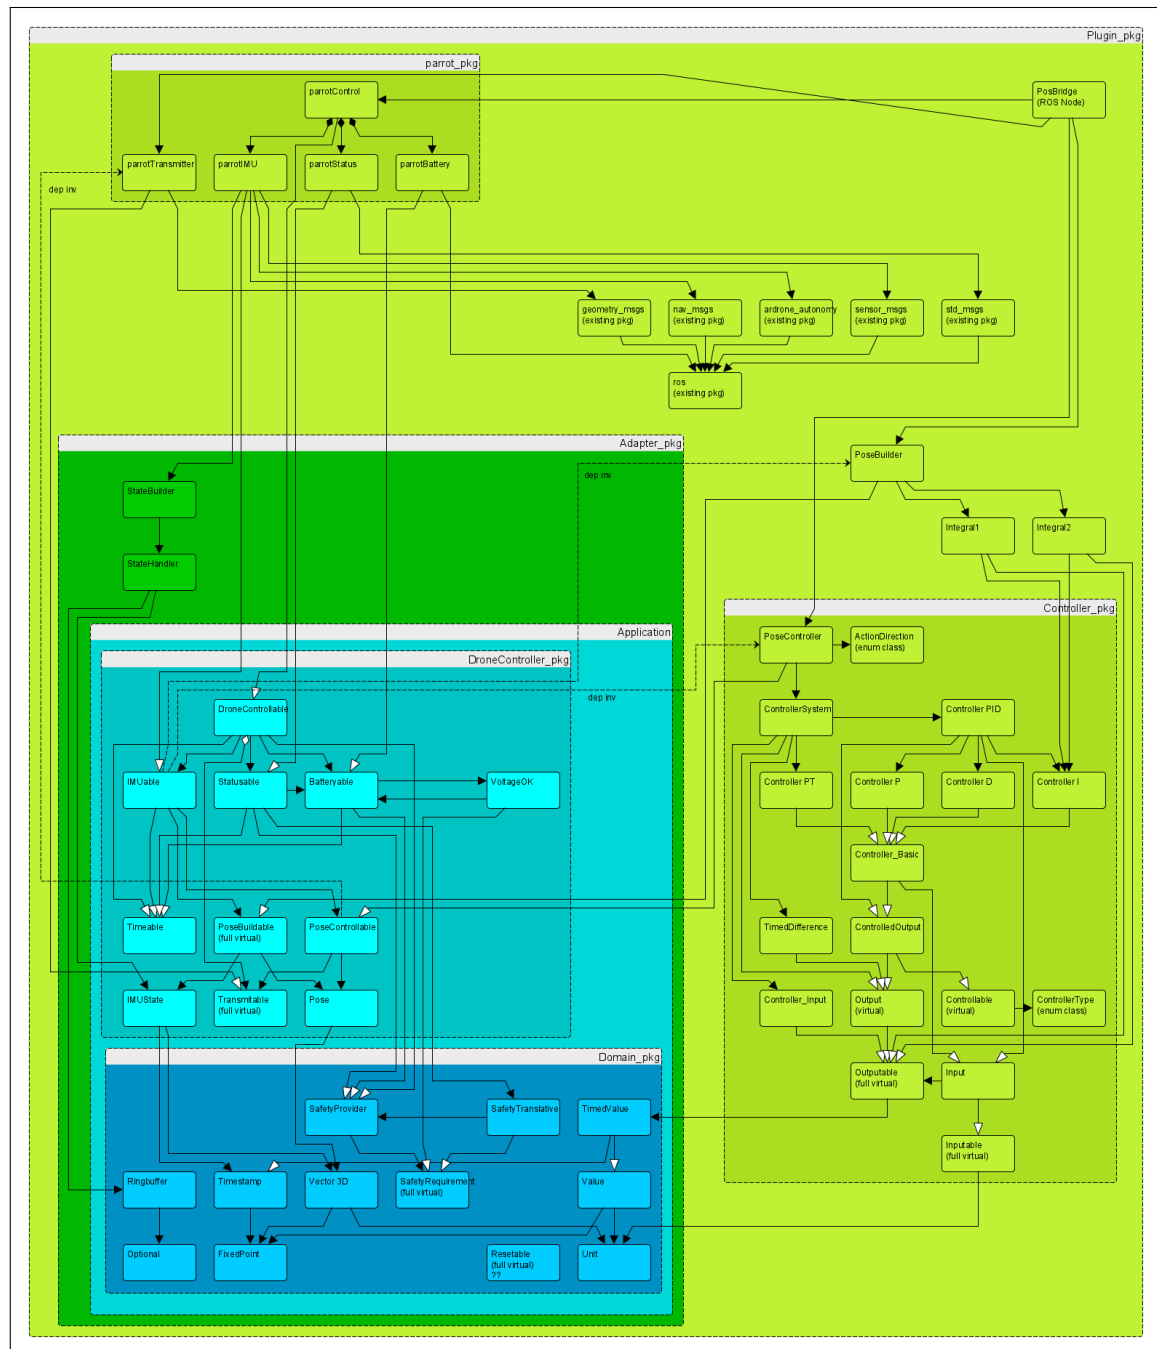 Plugin_pkg
parrot_pkg
parrotControl
PosBridge
(ROS Node)
parrotTransmitter
parrotIMU
parrotStatus
parrotBattery
dep inv
geometry_msgs
(existing pkg)
nav_msgs
(existing pkg)
ardrone_autonomy
(existing pkg)
sensor_msgs
(existing pkg)
std_msgs
(existing pkg)
ros
(existing pkg)
Adapter_pkg
PoseBuilder
dep inv
StateBuilder
Integral1
Integral2
StateHandler
Controller_pkg
Application
PoseController
ActionDirection
(enum class)
DroneController_pkg
dep inv
DroneControllable
ControllerSystem
Controller PID
IMUable
Statusable
Batteryable
VoltageOK
Controller PT
Controller P
Controller D
Controller I
Controller_Basic
Timeable
PoseBuildable
(full virtual)
PoseControllable
TimedDifference
ControlledOutput
IMUState
Transmitable
(full virtual)
Pose
Controller_Input
Output
(virtual)
Controllable
(virtual)
ControllerType
(enum class)
Domain_pkg
Outputable
(full virtual)
Input
SafetyProvider
SafetyTranslative
TimedValue
Inputable
(full virtual)
Ringbuffer
Timestamp
Vector 3D
SafetyRequirement
(full virtual)
Value
Optional
FixedPoint
Resetable
(full virtual)
??
Unit